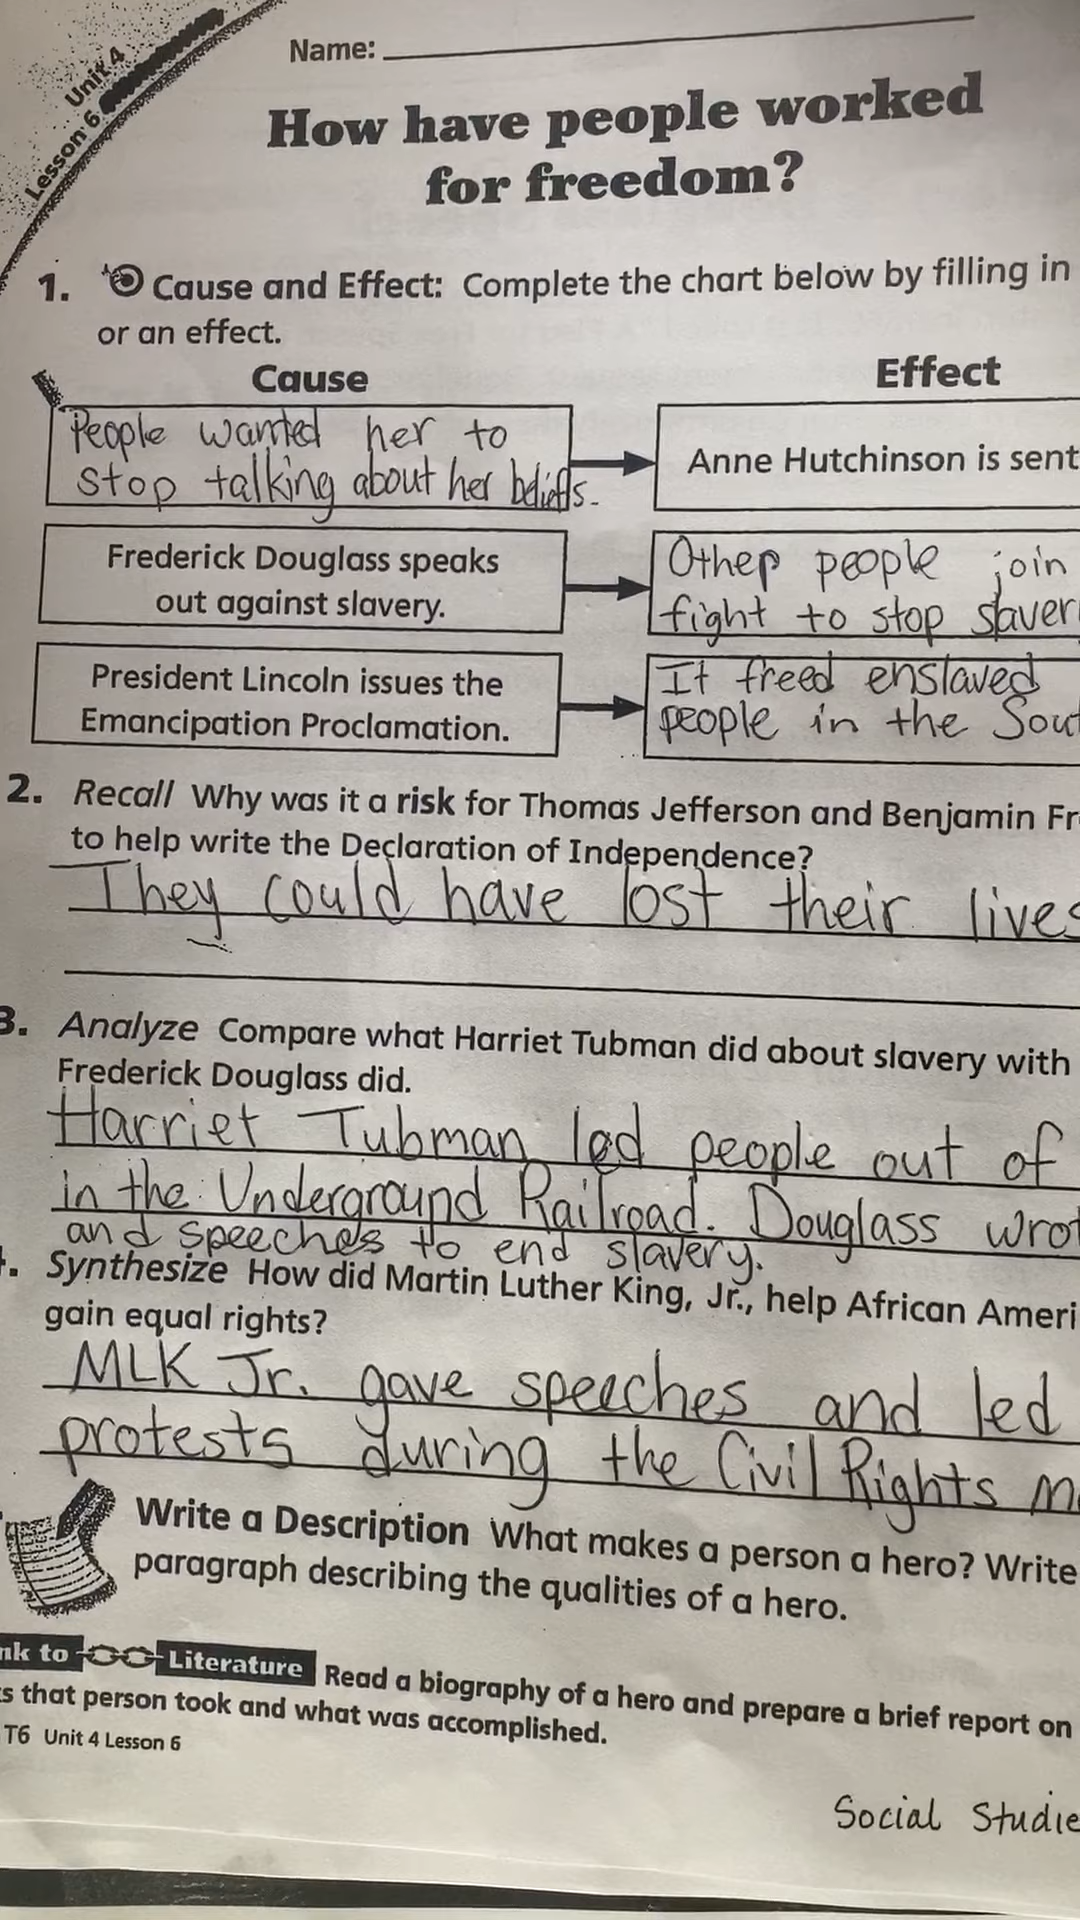 Unit 4
Lesson 6
Name:
How have people worked
for freedom?
1. Cause and Effect: Complete the chart below by filling in
or an effect.
Cause
Effect
People wanted her to
stop talking about her beliefs.
Anne Hutchinson is sent
Frederick Douglass speaks
out against slavery.
Other people join
fight to stop slaver
President Lincoln issues the
Emancipation Proclamation.
It freed enslaved
people in the Sout
2. Recall Why was it a risk for Thomas Jefferson and Benjamin Fr
to help write the Declaration of Independence?
They could have lost their lives
3. Analyze Compare what Harriet Tubman did about slavery with
Frederick Douglass did.
Harriet Tubman led people out of
in the Underground Railroad. Douglass wrot
and speeches to end slavery.
. Synthesize How did Martin Luther King, Jr., help African Ameri
gain equal rights?
MLK Jr. gave speeches and led
protests during the Civil Rights m
Write a Description What makes a person a hero? Write
paragraph describing the qualities of a hero.
nk to Literature Read a biography of a hero and prepare a brief report on
s that person took and what was accomplished.
T6 Unit 4 Lesson 6
Social Studie